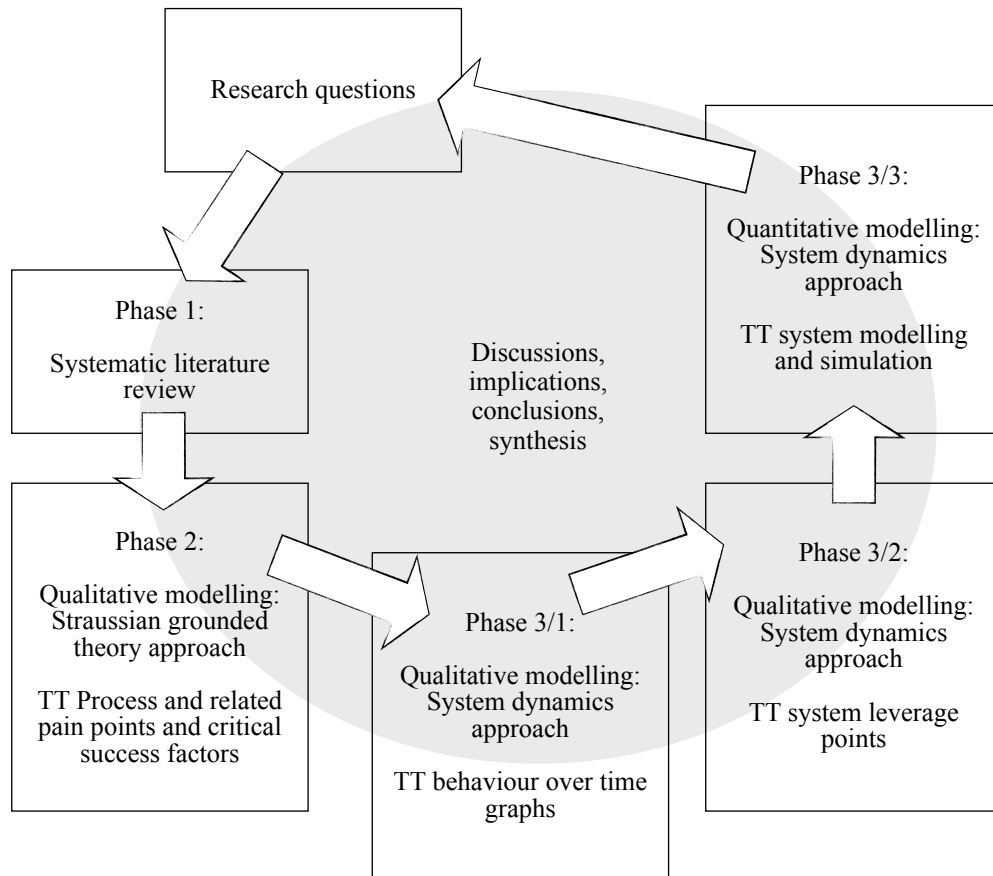 Research questions
Phase 1:
Systematic literature
review
Phase 2:
Qualitative modelling:
Straussian grounded
theory approach
TT Process and related
pain points and critical
success factors
Phase 3/1:
Qualitative modelling:
System dynamics
approach
TT behaviour over time
graphs
Phase 3/2:
Qualitative modelling:
System dynamics
approach
TT system leverage
points
Phase 3/3:
Quantitative modelling:
System dynamics
approach
TT system modelling
and simulation
Discussions,
implications,
conclusions,
synthesis